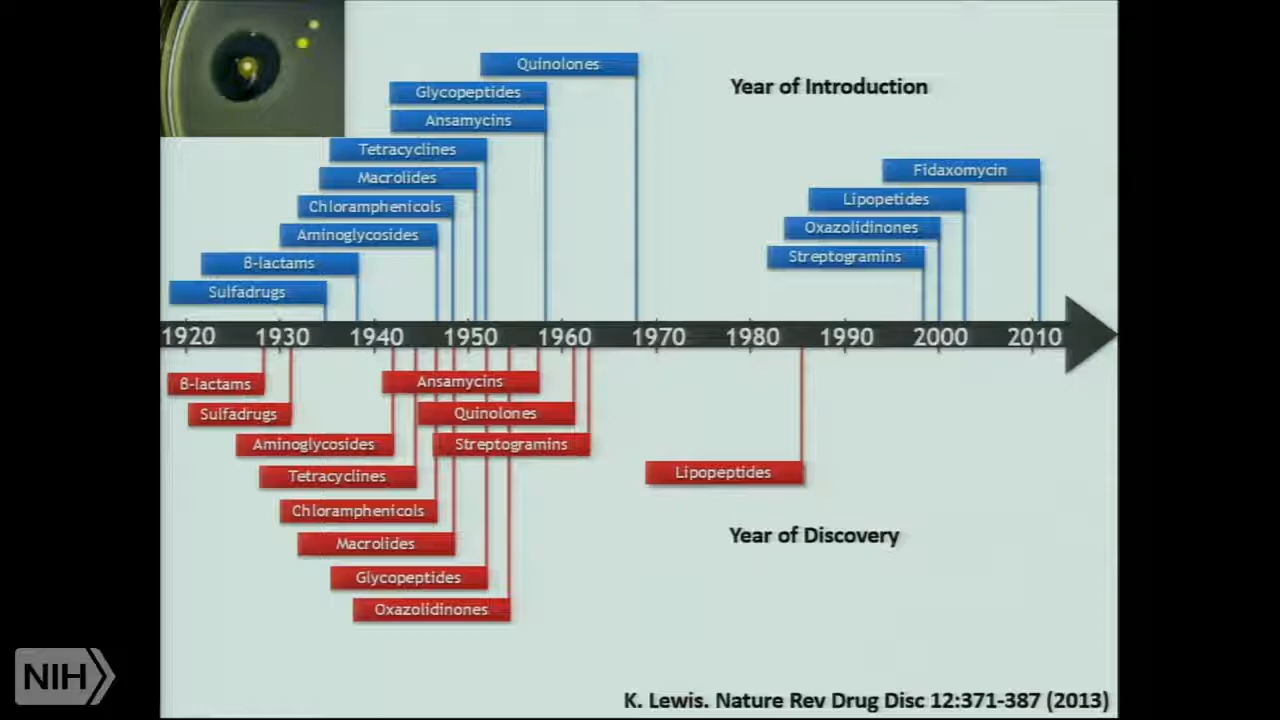 Quinolones
Year of Introduction
Glycopeptides
Ansamycins
Tetracyclines
Macrolides
Fidaxomycin
Chloramphenicols
Lipopetides
Aminoglycosides
Oxazolidinones
β-lactams
Streptogramins
Sulfadrugs
1920 1930 1940 1950 1960 1970 1980 1990 2000 2010
β-lactams
Ansamycins
Sulfadrugs
Quinolones
Aminoglycosides
Streptogramins
Tetracyclines
Lipopeptides
Chloramphenicols
Year of Discovery
Macrolides
Glycopeptides
Oxazolidinones
NIH
K. Lewis. Nature Rev Drug Disc 12:371-387 (2013)